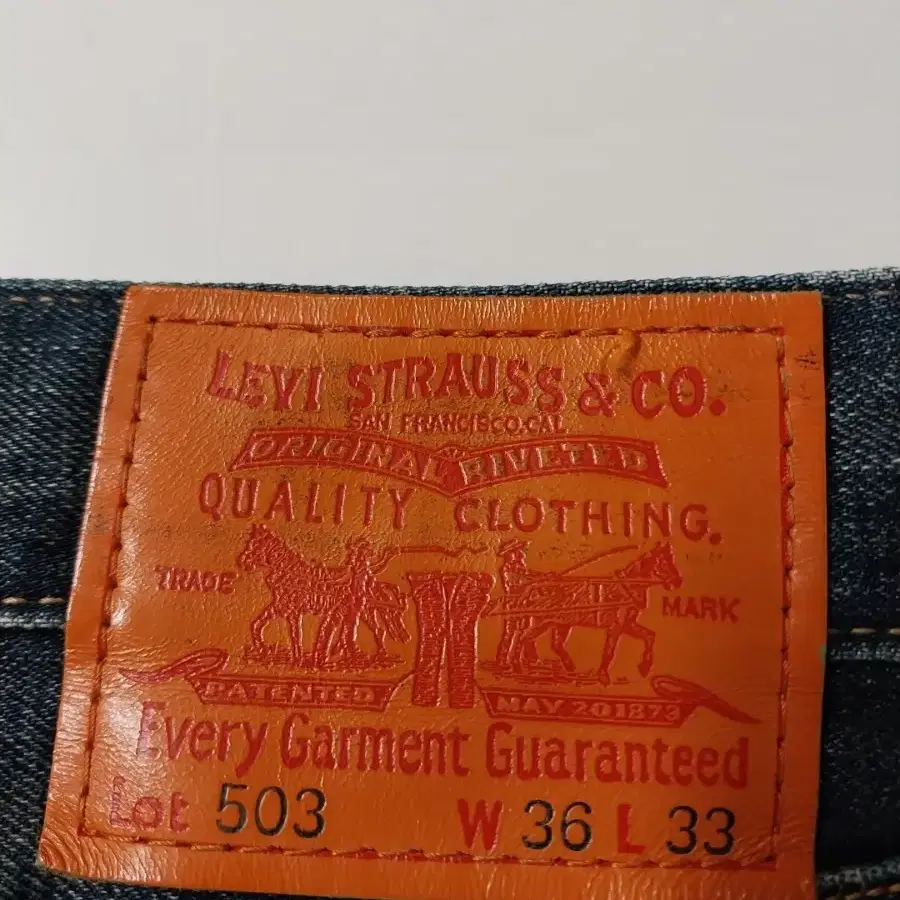 LEVI STRAUSS & CO.
SAN FRANCISCO.CAL
ORIGINAL RIVETED
QUALITY CLOTHING.
TRADE MARK
PATENTED MAY 20 1873
Every Garment Guaranteed
Lot 503 W 36 L 33